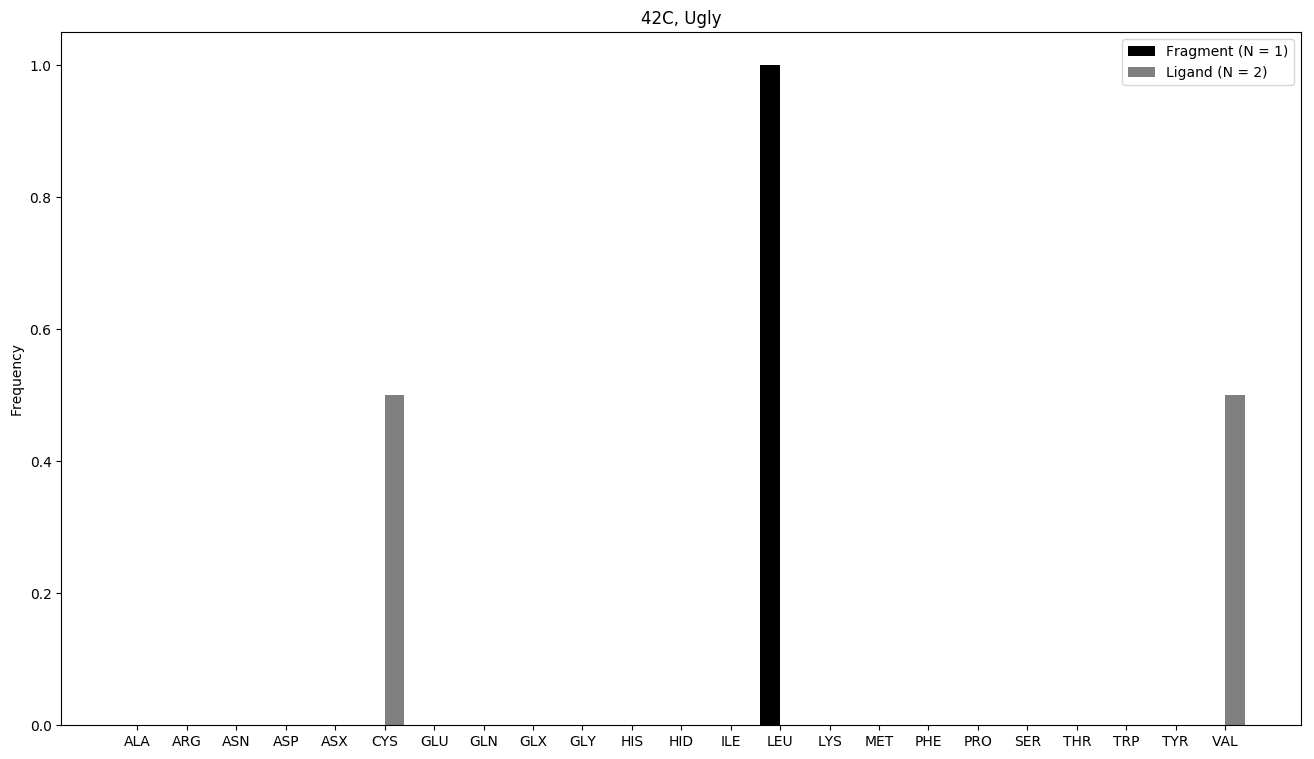 42C, Ugly
Fragment (N = 1)
Ligand (N = 2)
1.0
0.8
0.6
0.4
0.2
0.0
Frequency
ALA ARG ASN ASP ASX CYS GLU GLN GLX GLY HIS HID ILE LEU LYS MET PHE PRO SER THR TRP TYR VAL